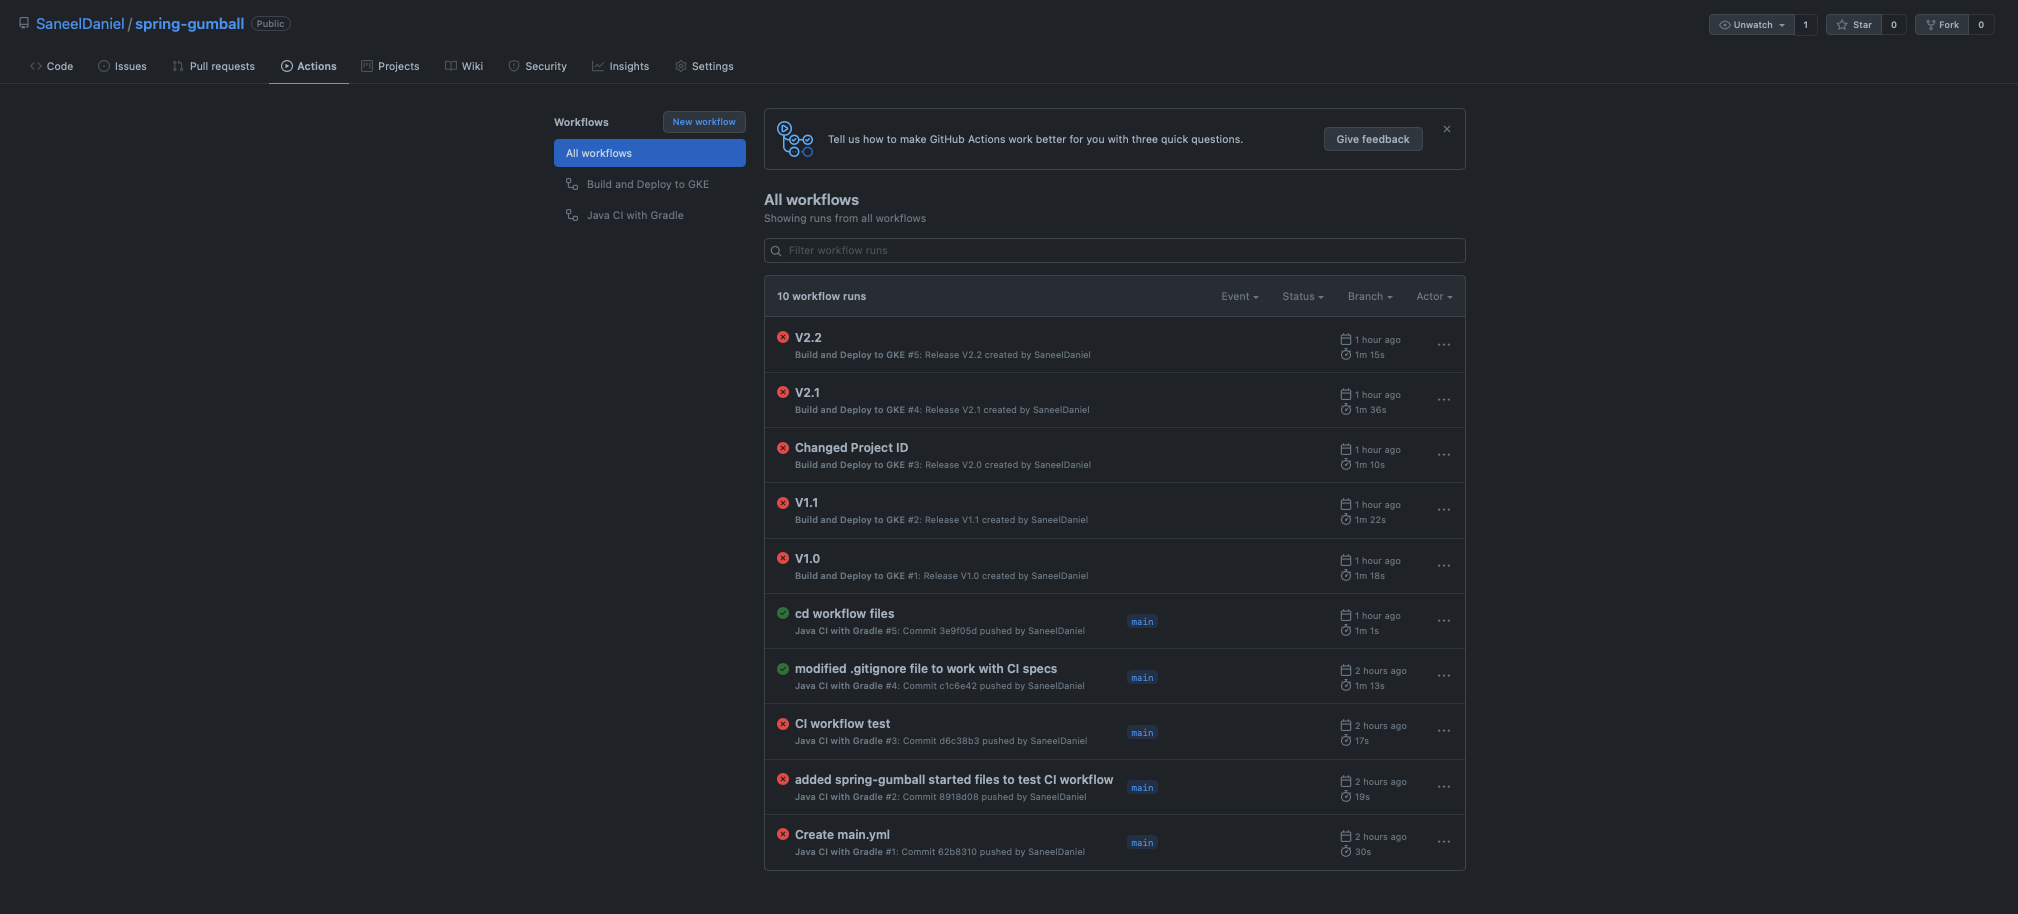 SaneelDaniel / spring-gumball Public
Unwatch 1 Star 0 Fork 0
Code Issues Pull requests Actions Projects Wiki Security Insights Settings
Workflows New workflow
All workflows
Build and Deploy to GKE
Java CI with Gradle
Tell us how to make GitHub Actions work better for you with three quick questions. Give feedback
All workflows
Showing runs from all workflows
Filter workflow runs
10 workflow runs Event Status Branch Actor
V2.2
Build and Deploy to GKE #5: Release V2.2 created by SaneelDaniel
1 hour ago
1m 15s
V2.1
Build and Deploy to GKE #4: Release V2.1 created by SaneelDaniel
1 hour ago
1m 36s
Changed Project ID
Build and Deploy to GKE #3: Release V2.0 created by SaneelDaniel
1 hour ago
1m 10s
V1.1
Build and Deploy to GKE #2: Release V1.1 created by SaneelDaniel
1 hour ago
1m 22s
V1.0
Build and Deploy to GKE #1: Release V1.0 created by SaneelDaniel
1 hour ago
1m 18s
cd workflow files
Java CI with Gradle #5: Commit 3e9f05d pushed by SaneelDaniel
main
1 hour ago
1m 1s
modified .gitignore file to work with CI specs
Java CI with Gradle #4: Commit c1c6e42 pushed by SaneelDaniel
main
2 hours ago
1m 13s
CI workflow test
Java CI with Gradle #3: Commit d6c38b3 pushed by SaneelDaniel
main
2 hours ago
17s
added spring-gumball started files to test CI workflow
Java CI with Gradle #2: Commit 8918d08 pushed by SaneelDaniel
main
2 hours ago
19s
Create main.yml
Java CI with Gradle #1: Commit 62b8310 pushed by SaneelDaniel
main
2 hours ago
30s